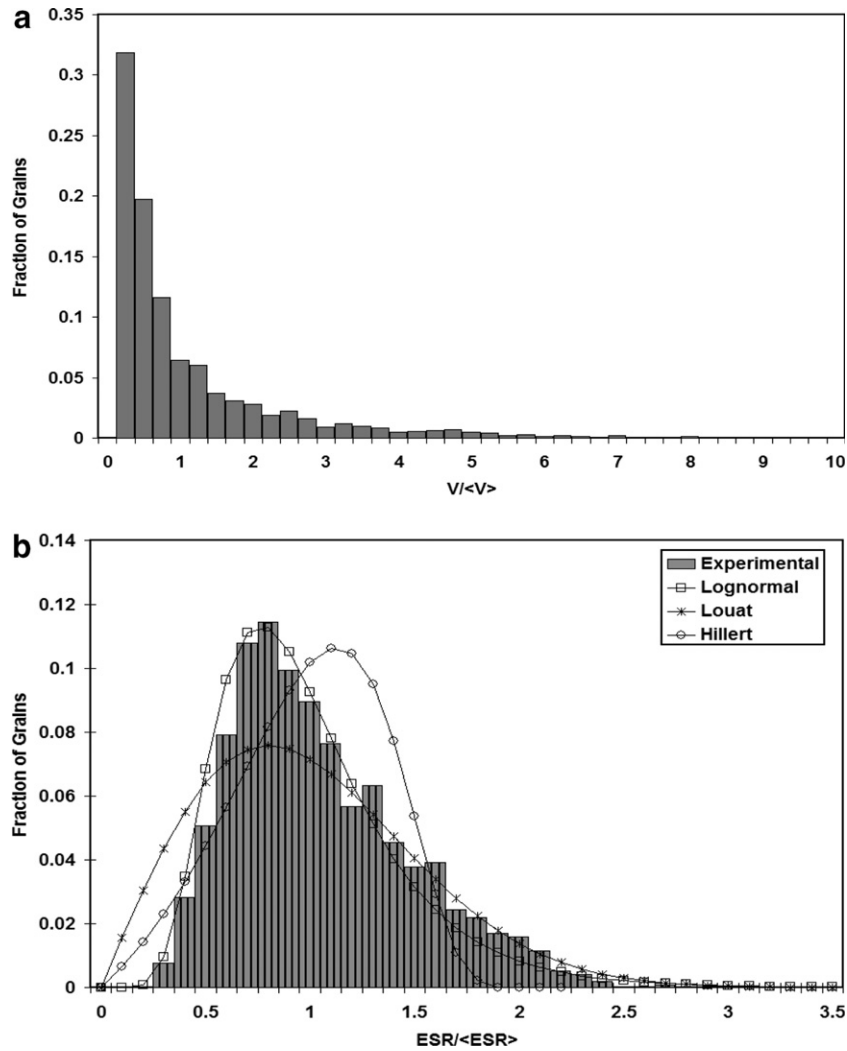 a
0.35
0.3
0.25
0.2
0.15
0.1
0.05
0
Fraction of Grains
0 1 2 3 4 5 6 7 8 9 10
V/<V>
b
0.14
0.12
0.1
0.08
0.06
0.04
0.02
0
Fraction of Grains
Experimental
Lognormal
Louat
Hillert
0 0.5 1 1.5 2 2.5 3 3.5
ESR/<ESR>